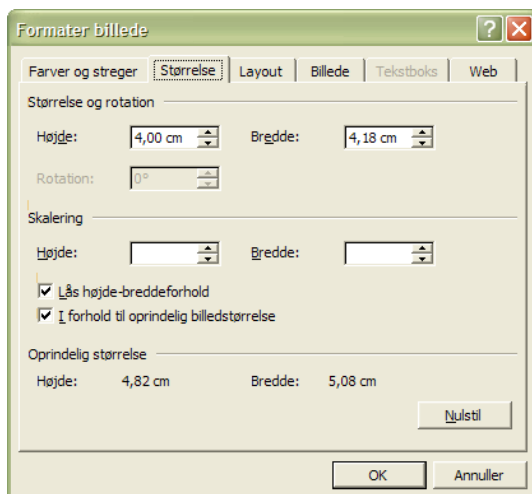 Formater billede
Farver og streger Størrelse Layout Billede Tekstboks Web
Størrelse og rotation
Højde: 4,00 cm Bredde: 4,18 cm
Rotation: 0°
Skalering
Højde: Bredde:
Lås højde-breddeforhold
I forhold til oprindelig billedstørrelse
Oprindelig størrelse
Højde: 4,82 cm Bredde: 5,08 cm
Nulstil
OK Annuller